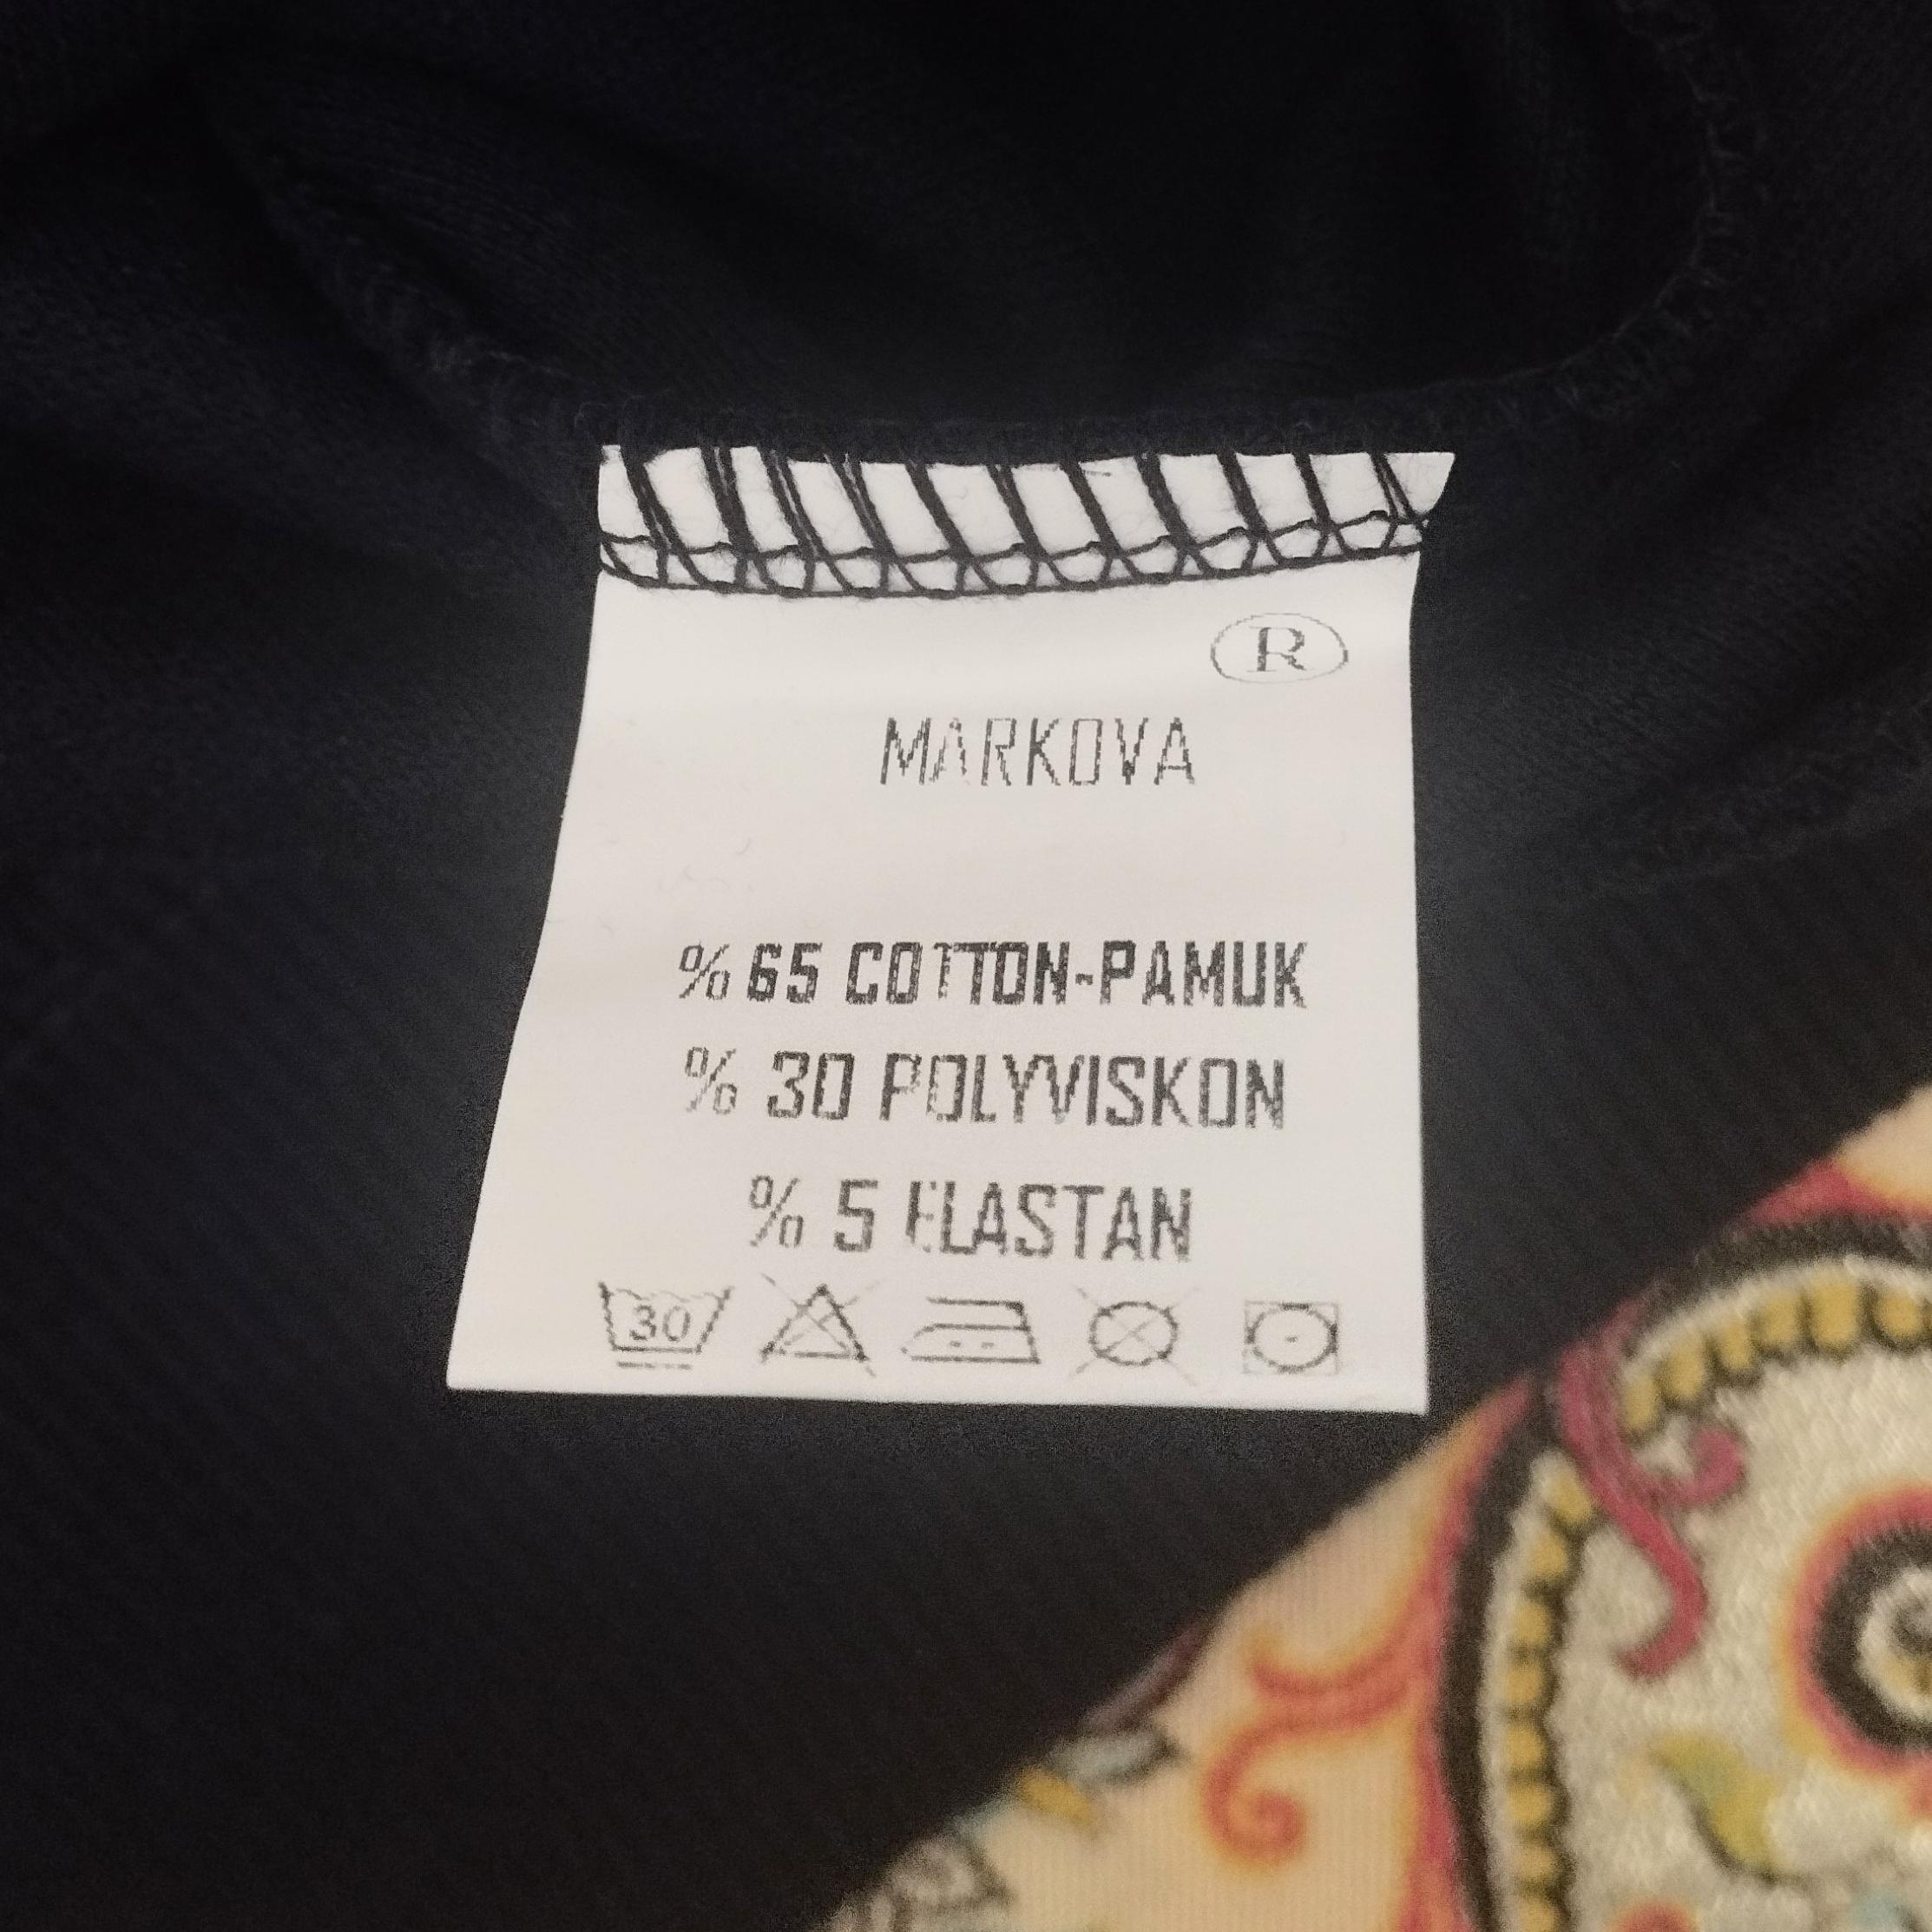 ®
MARKOVA
% 65 COTTON-PAMUK
% 30 POLYVISKON
% 5 ELASTAN
30